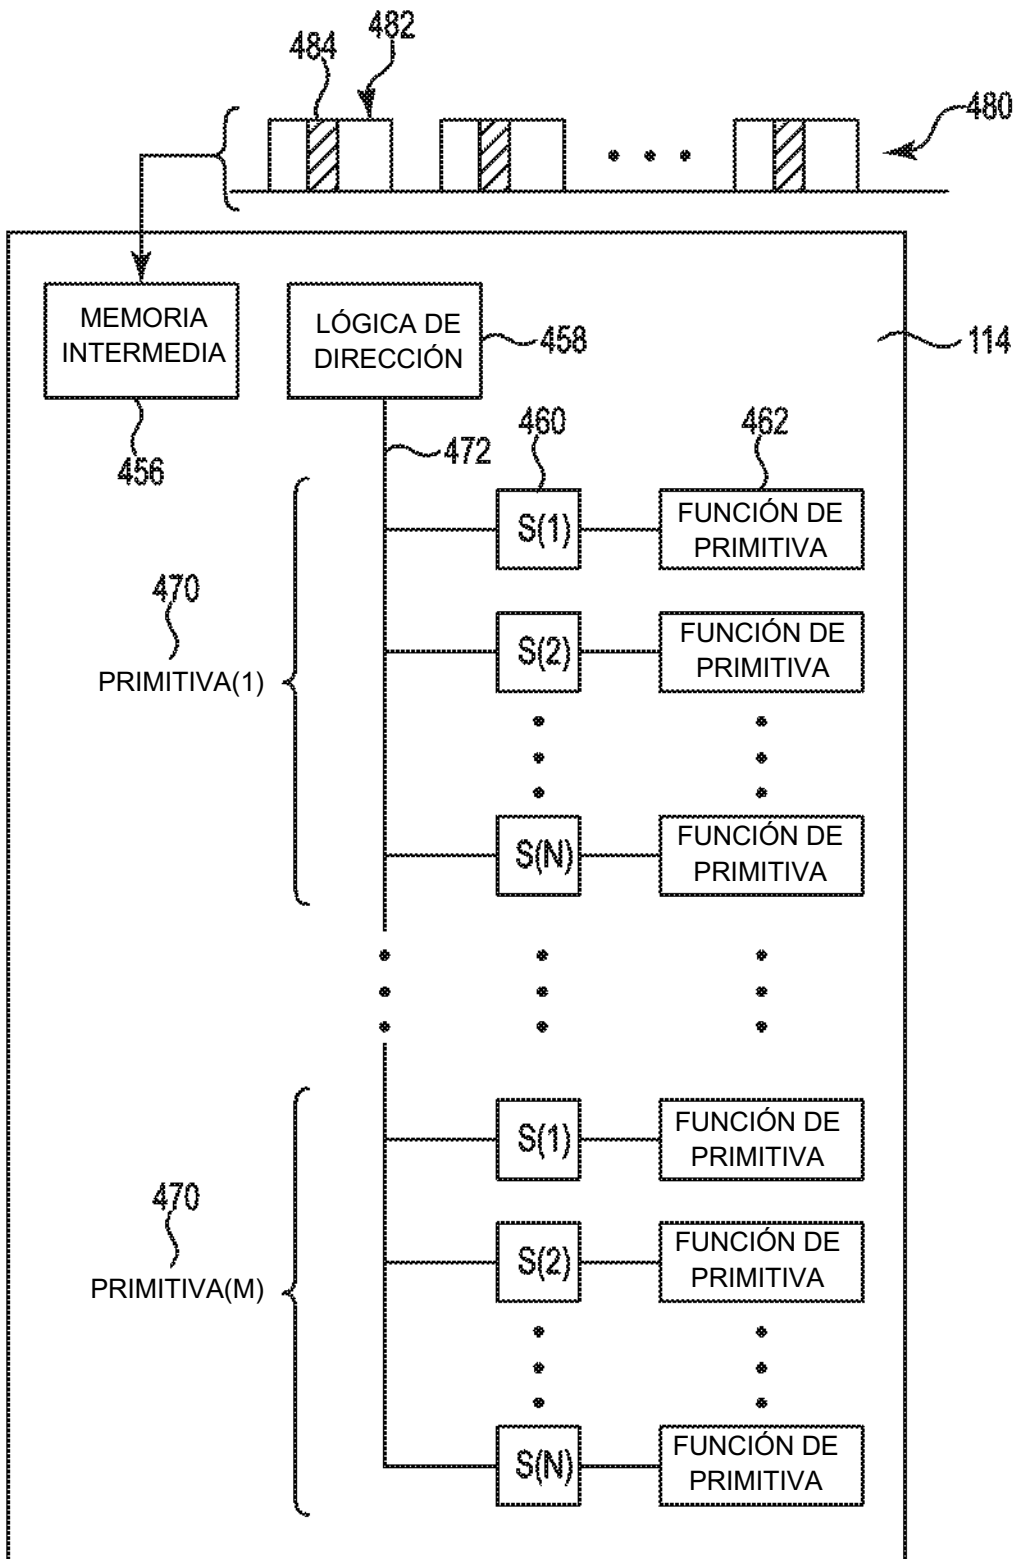 482
484
480
MEMORIA
INTERMEDIA
LÓGICA DE
DIRECCIÓN
458
114
456
472
460
462
S(1)
FUNCIÓN DE
PRIMITIVA
470
PRIMITIVA(1)
S(2)
FUNCIÓN DE
PRIMITIVA
S(N)
FUNCIÓN DE
PRIMITIVA
S(1)
FUNCIÓN DE
PRIMITIVA
470
PRIMITIVA(M)
S(2)
FUNCIÓN DE
PRIMITIVA
S(N)
FUNCIÓN DE
PRIMITIVA